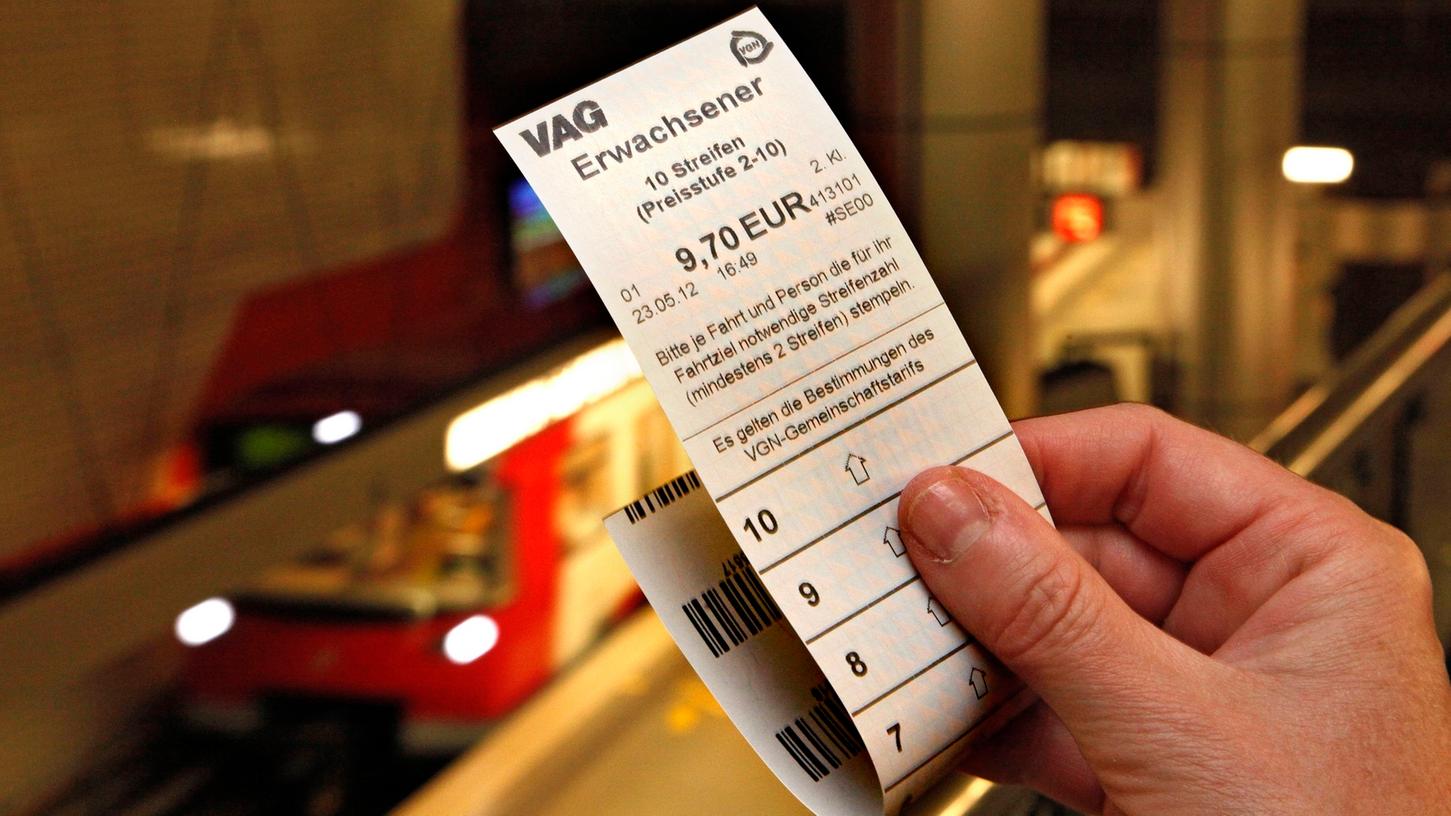 VGN
VAG
Erwachsener
10 Streifen
(Preisstufe 2-10)
2. Kl.
9,70 EUR 413101
#SE00
01
23.05.12 16:49
Bitte je Fahrt und Person die für Ihr
Fahrtziel notwendige Streifenzahl
(mindestens 2 Streifen) stempeln.
Es gelten die Bestimmungen des
VGN-Gemeinschaftstarifs
10
9
8
7